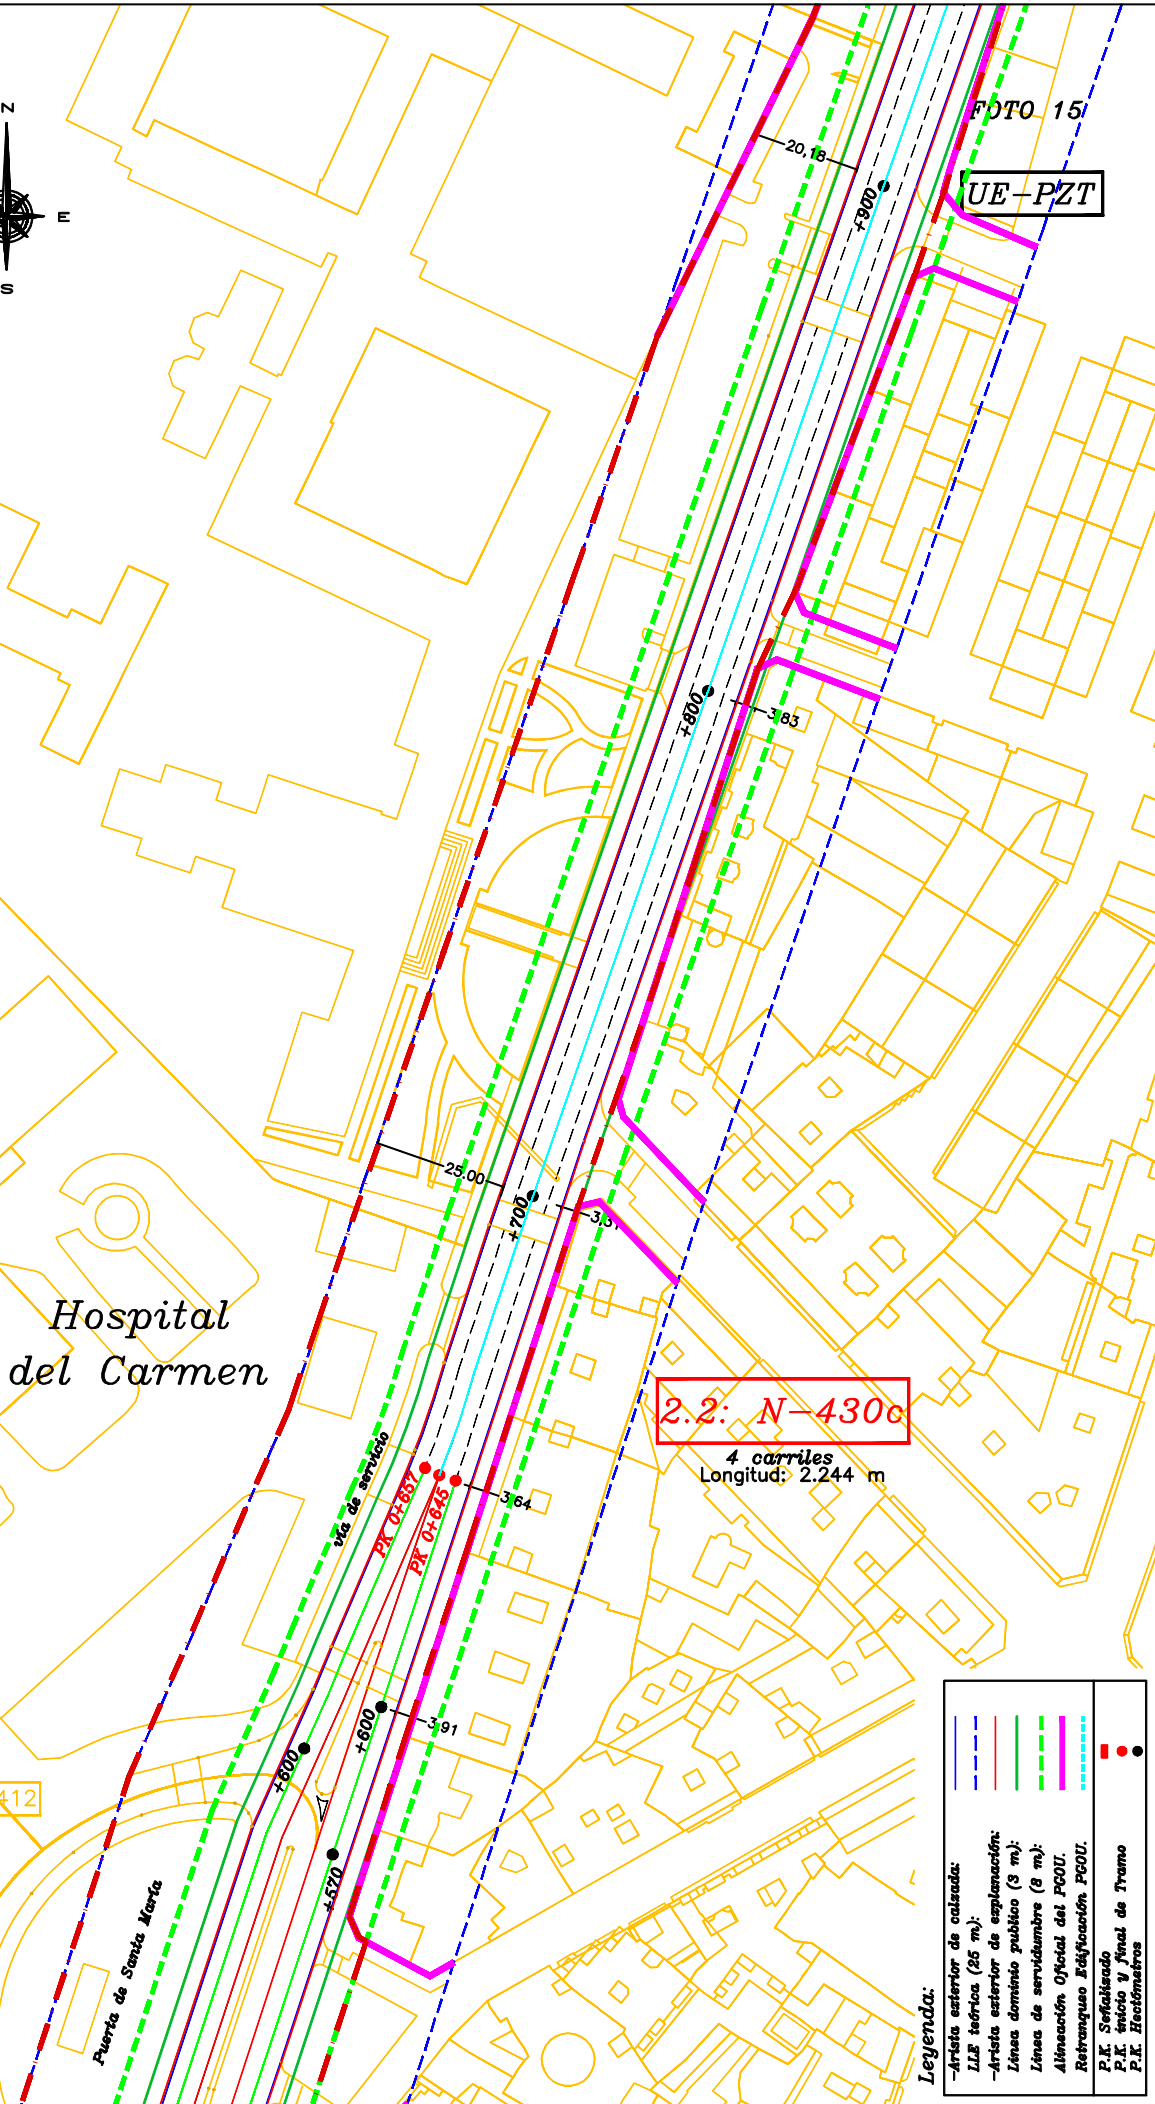 N
E
S
FOTO 15
UE-PZT
20,18
+900
+800
3,83
25.00
+700
Hospital
del Carmen
2.2: N-430c
4 carriles
Longitud: 2.244 m
vía de servicio
PK 0+657
PK 0+645
3,64
+600
+600
3,91
+570
412
Puerta de Santa María
Leyenda:
-Arista exterior de calzada:
LLE teórica (25 m):
-Arista exterior de explanación:
Línea dominio publico (3 m):
Línea de servidumbre (8 m):
Alineación Oficial del PGOU.
Retranqueo Edificación PGOU.
P.K. Señalizado
P.K. inicio y final de Tramo
P.K. Hectómetros